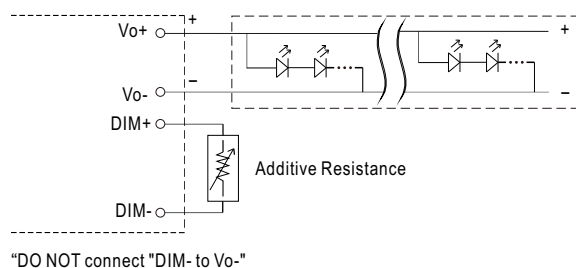 Vo+
+
+
−
Vo-
−
DIM+
Additive Resistance
DIM-
“DO NOT connect "DIM- to Vo-"